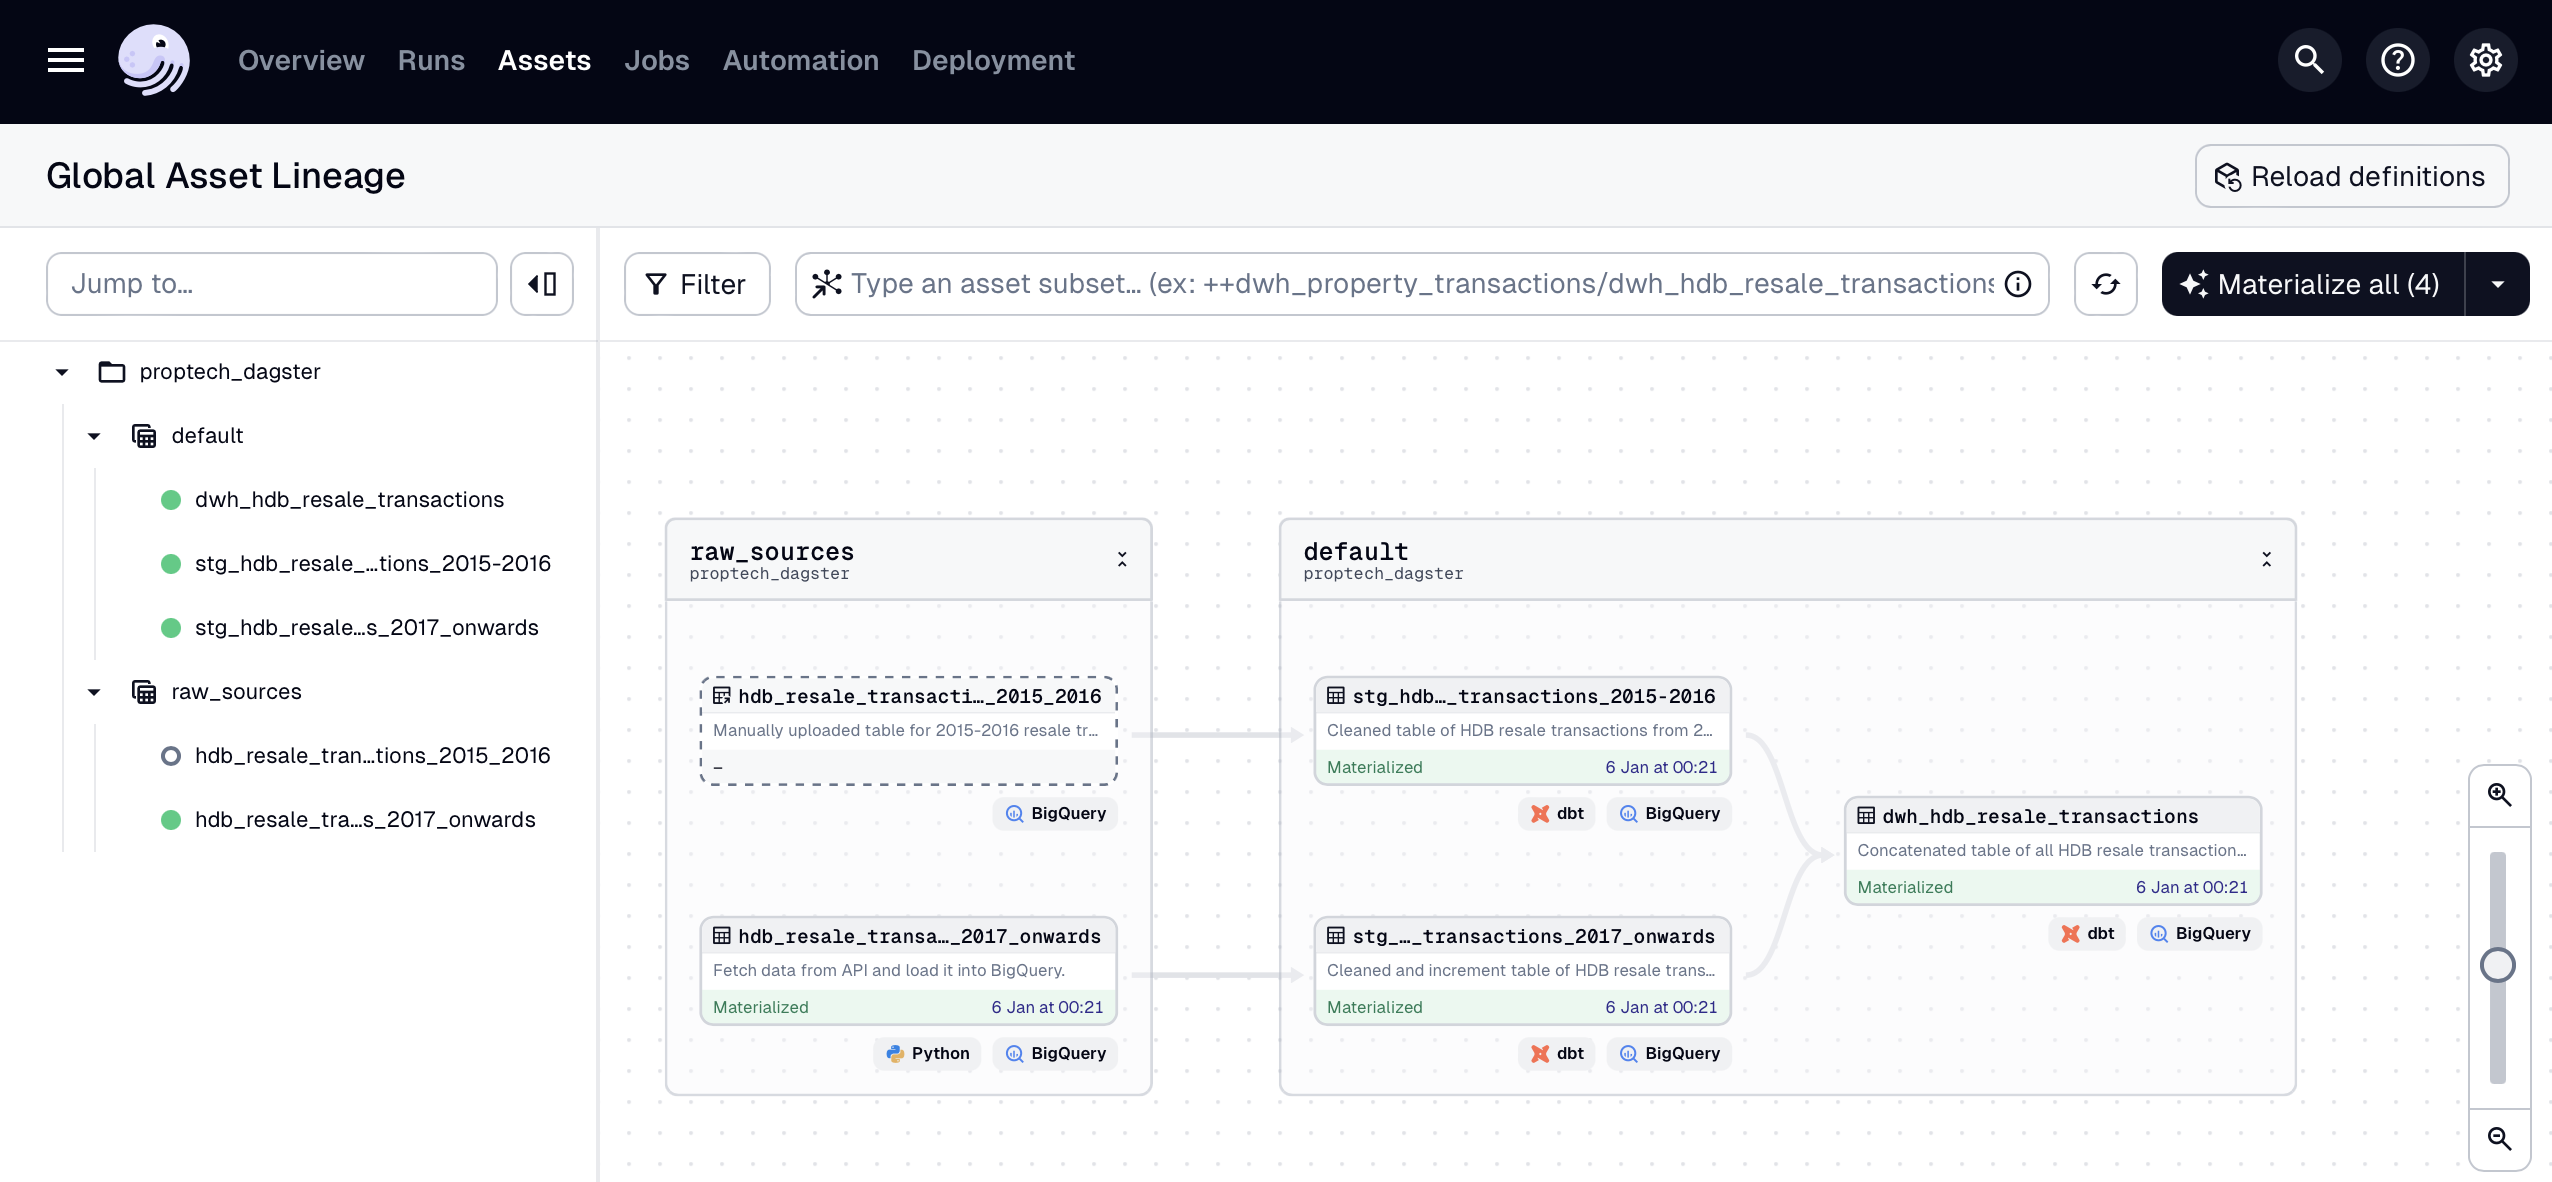 Overview Runs Assets Jobs Automation Deployment
Global Asset Lineage
Reload definitions
Jump to...
Filter
Type an asset subset... (ex: ++dwh_property_transactions/dwh_hdb_resale_transactions
Materialize all (4)
proptech_dagster
default
dwh_hdb_resale_transactions
stg_hdb_resale_...tions_2015-2016
stg_hdb_resale...s_2017_onwards
raw_sources
hdb_resale_tran...tions_2015_2016
hdb_resale_tra...s_2017_onwards
raw_sources
proptech_dagster
hdb_resale_transacti..._2015_2016
Manually uploaded table for 2015-2016 resale tr...
–
BigQuery
hdb_resale_transa..._2017_onwards
Fetch data from API and load it into BigQuery.
Materialized 6 Jan at 00:21
Python BigQuery
default
proptech_dagster
stg_hdb..._transactions_2015-2016
Cleaned table of HDB resale transactions from 2...
Materialized 6 Jan at 00:21
dbt BigQuery
stg_..._transactions_2017_onwards
Cleaned and increment table of HDB resale trans...
Materialized 6 Jan at 00:21
dbt BigQuery
dwh_hdb_resale_transactions
Concatenated table of all HDB resale transaction...
Materialized 6 Jan at 00:21
dbt BigQuery